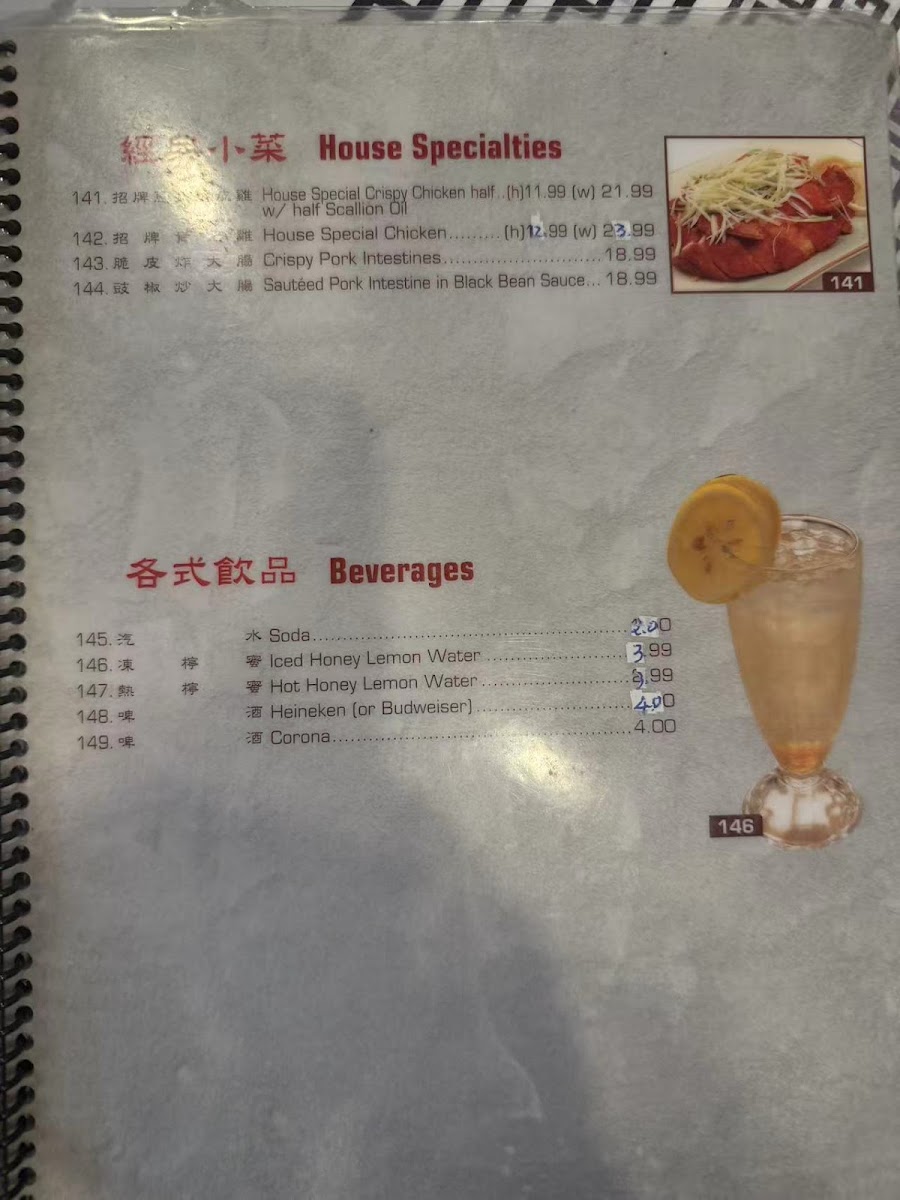 經典小菜 House Specialties
141. 招牌 雞 House Special Crispy Chicken half..(h)11.99 (w) 21.99
w/ half Scallion Oil
142. 招牌 雞 House Special Chicken.........(h)12.99 (w) 23.99
143. 脆皮炸大腸 Crispy Pork Intestines............................18.99
144. 豉椒炒大腸 Sautéed Pork Intestine in Black Bean Sauce... 18.99
141
各式飲品 Beverages
145. 汽水 Soda......................................................2.00
146. 凍檸蜜 Iced Honey Lemon Water........................3.99
147. 熱檸蜜 Hot Honey Lemon Water..........................99
148. 啤酒 Heineken (or Budweiser)...........................4.00
149. 啤酒 Corona...................................................4.00
146